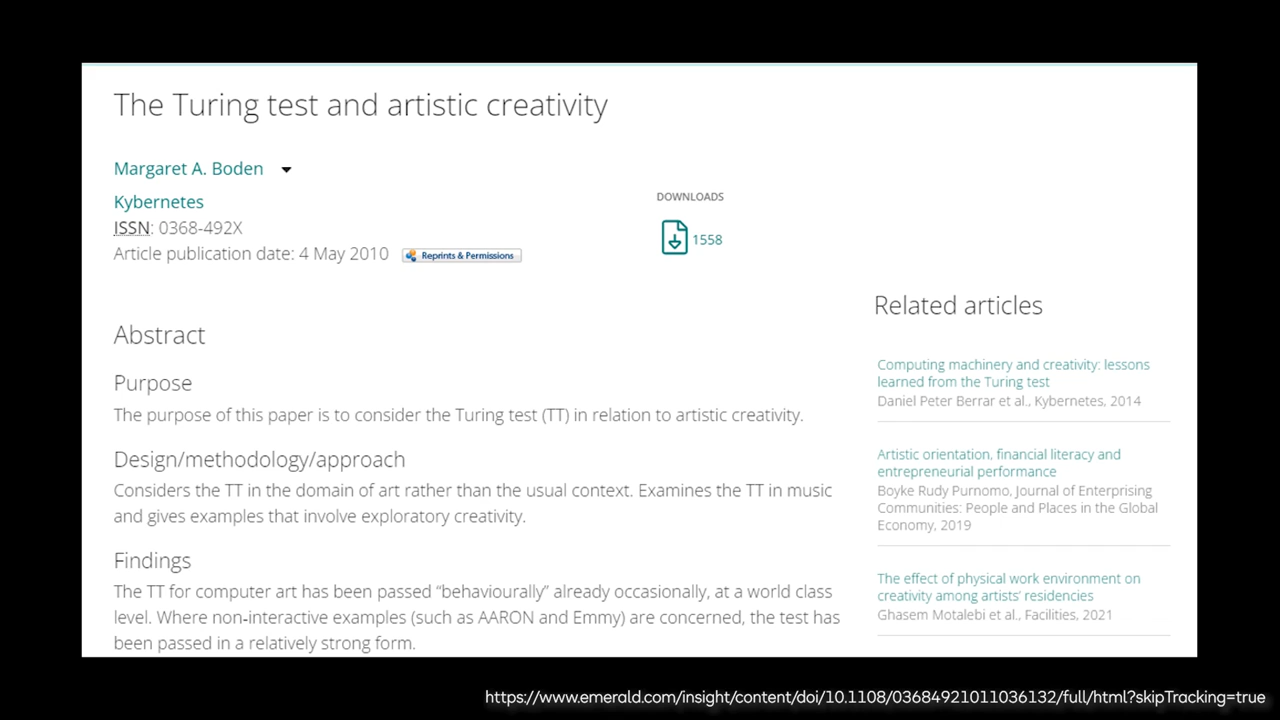 The Turing test and artistic creativity
Margaret A. Boden
Kybernetes
ISSN: 0368-492X
Article publication date: 4 May 2010
Reprints & Permissions
DOWNLOADS
1558
Abstract
Purpose
The purpose of this paper is to consider the Turing test (TT) in relation to artistic creativity.
Design/methodology/approach
Considers the TT in the domain of art rather than the usual context. Examines the TT in music
and gives examples that involve exploratory creativity.
Findings
The TT for computer art has been passed “behaviourally” already occasionally, at a world class
level. Where non-interactive examples (such as AARON and Emmy) are concerned, the test has
been passed in a relatively strong form.
Related articles
Computing machinery and creativity: lessons
learned from the Turing test
Daniel Peter Berrar et al., Kybernetes, 2014
Artistic orientation, financial literacy and
entrepreneurial performance
Boyke Rudy Purnomo, Journal of Enterprising
Communities: People and Places in the Global
Economy, 2019
The effect of physical work environment on
creativity among artists’ residencies
Ghasem Motalebi et al., Facilities, 2021
https://www.emerald.com/insight/content/doi/10.1108/03684921011036132/full/html?skipTracking=true